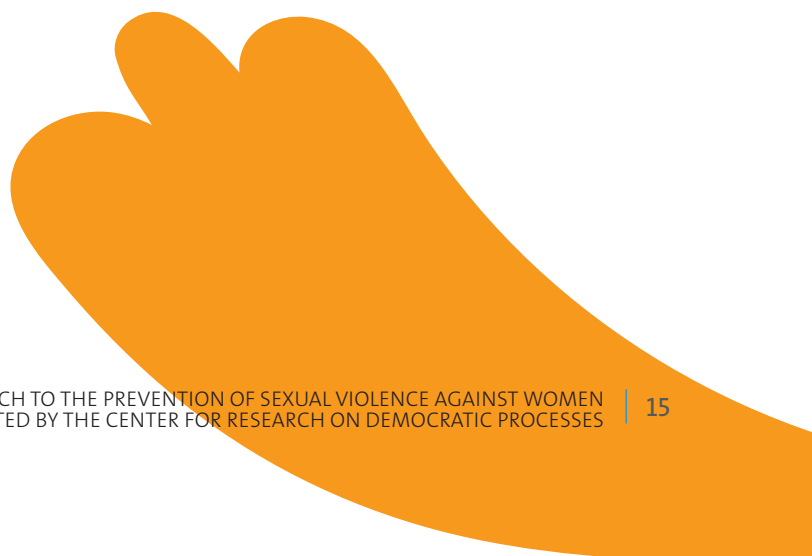 CH TO THE PREVENTION OF SEXUAL VIOLENCE AGAINST WOMEN
TED BY THE CENTER FOR RESEARCH ON DEMOCRATIC PROCESSES
15